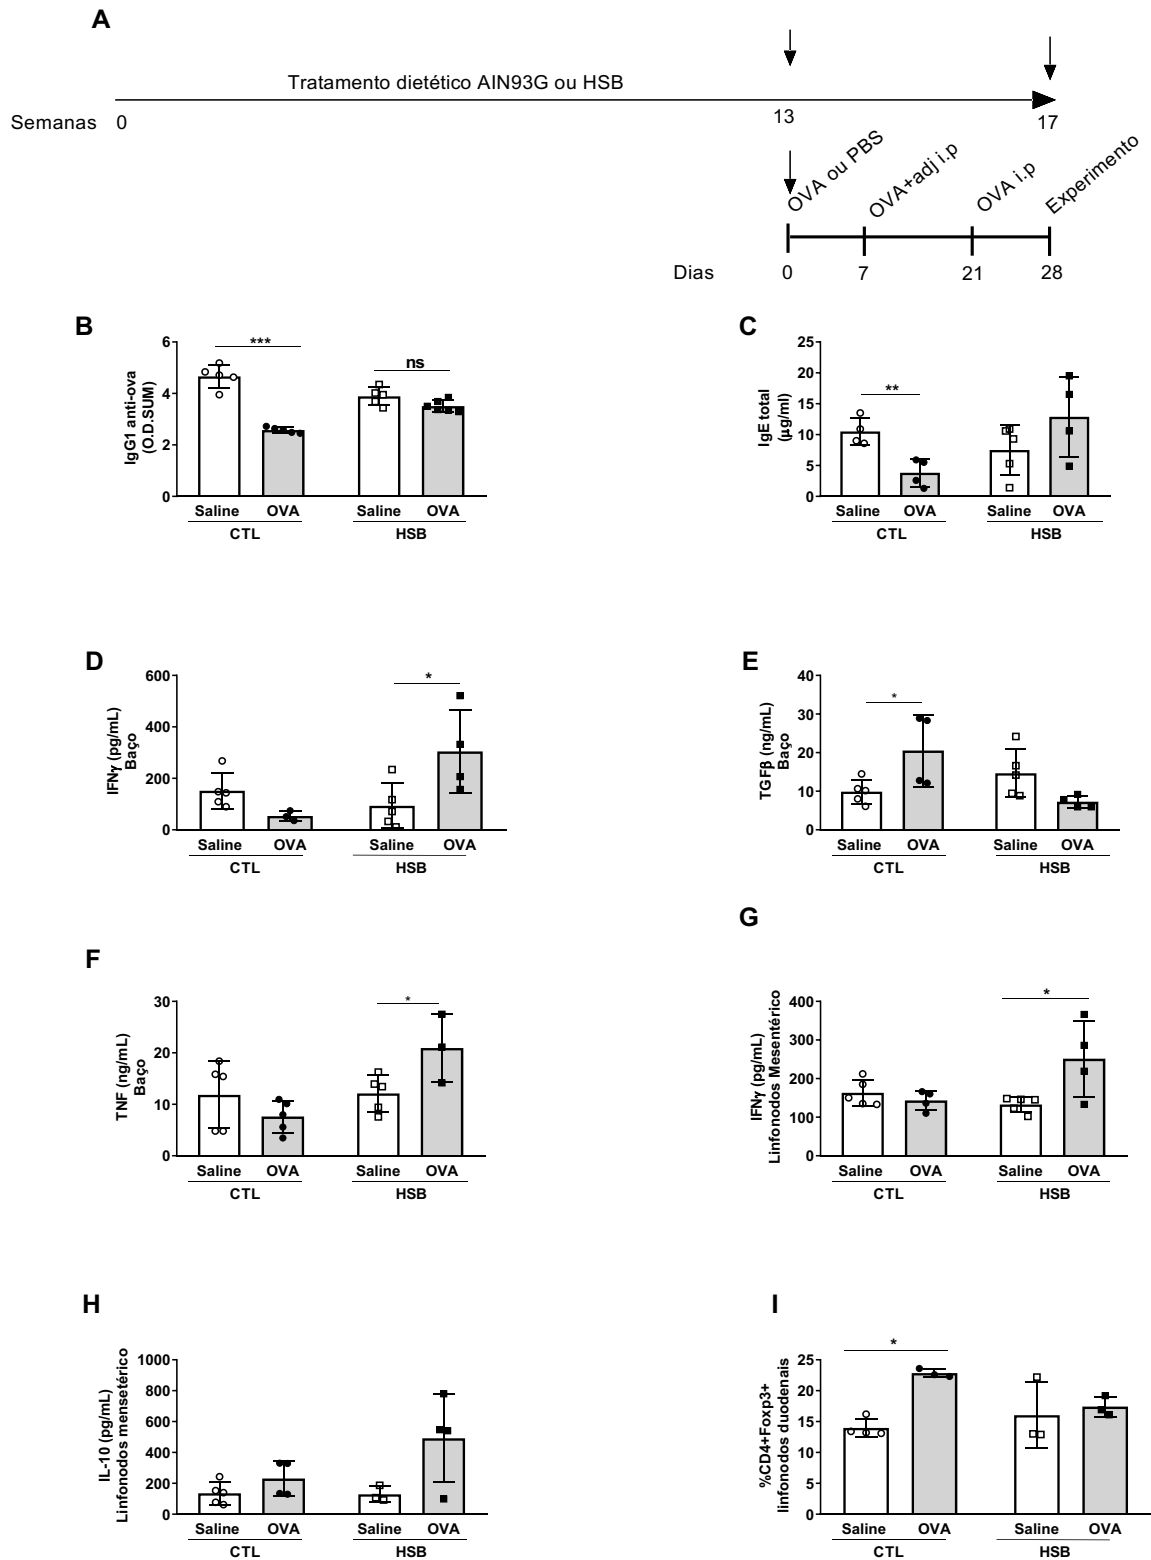 A
Tratamento dietético AIN93G ou HSB
Semanas 0 13 17
OVA ou PBS OVA+adj i.p OVA i.p Experimento
Dias 0 7 21 28
B
IgG1 anti-ova
(O.D.SUM)
6
4
2
0
*** ns
Saline OVA Saline OVA
CTL HSB
C
IgE total
(µg/ml)
25
20
15
10
5
0
**
Saline OVA Saline OVA
CTL HSB
D
IFNγ (pg/mL)
Baço
600
400
200
0
*
Saline OVA Saline OVA
CTL HSB
E
TGFβ (ng/mL)
Baço
40
30
20
10
0
*
Saline OVA Saline OVA
CTL HSB
F
TNF (ng/mL)
Baço
30
20
10
0
*
Saline OVA Saline OVA
CTL HSB
G
IFNγ (pg/mL)
Linfonodos Mesentérico
400
300
200
100
0
*
Saline OVA Saline OVA
CTL HSB
H
IL-10 (pg/mL)
Linfonodos mensetérico
1000
800
600
400
200
0
Saline OVA Saline OVA
CTL HSB
I
%CD4+Foxp3+
linfonodos duodenais
25
20
15
10
5
0
*
Saline OVA Saline OVA
CTL HSB